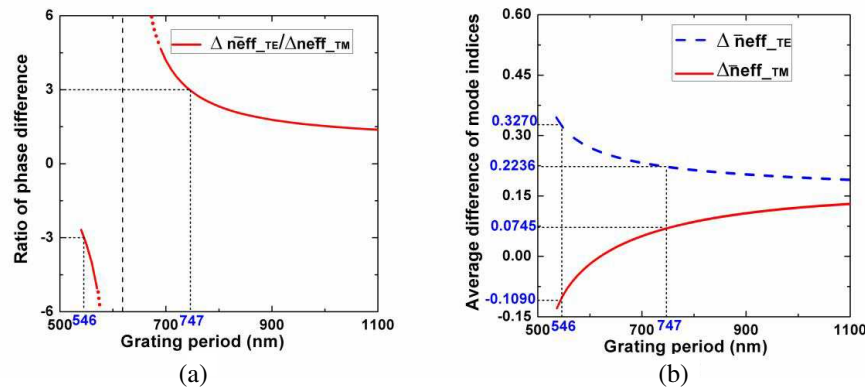 6
3
0
-3
-6
Ratio of phase difference
Δ n̄eff_TE/Δn̄eff_TM
500 546 700 747 900 1100
Grating period (nm)
(a)
0.60
0.45
0.3270
0.30
0.2236
0.15
0.0745
0.00
-0.1090
-0.15
Average difference of mode indices
Δ n̄eff_TE
Δn̄eff_TM
500 546 700 747 900 1100
Grating period (nm)
(b)